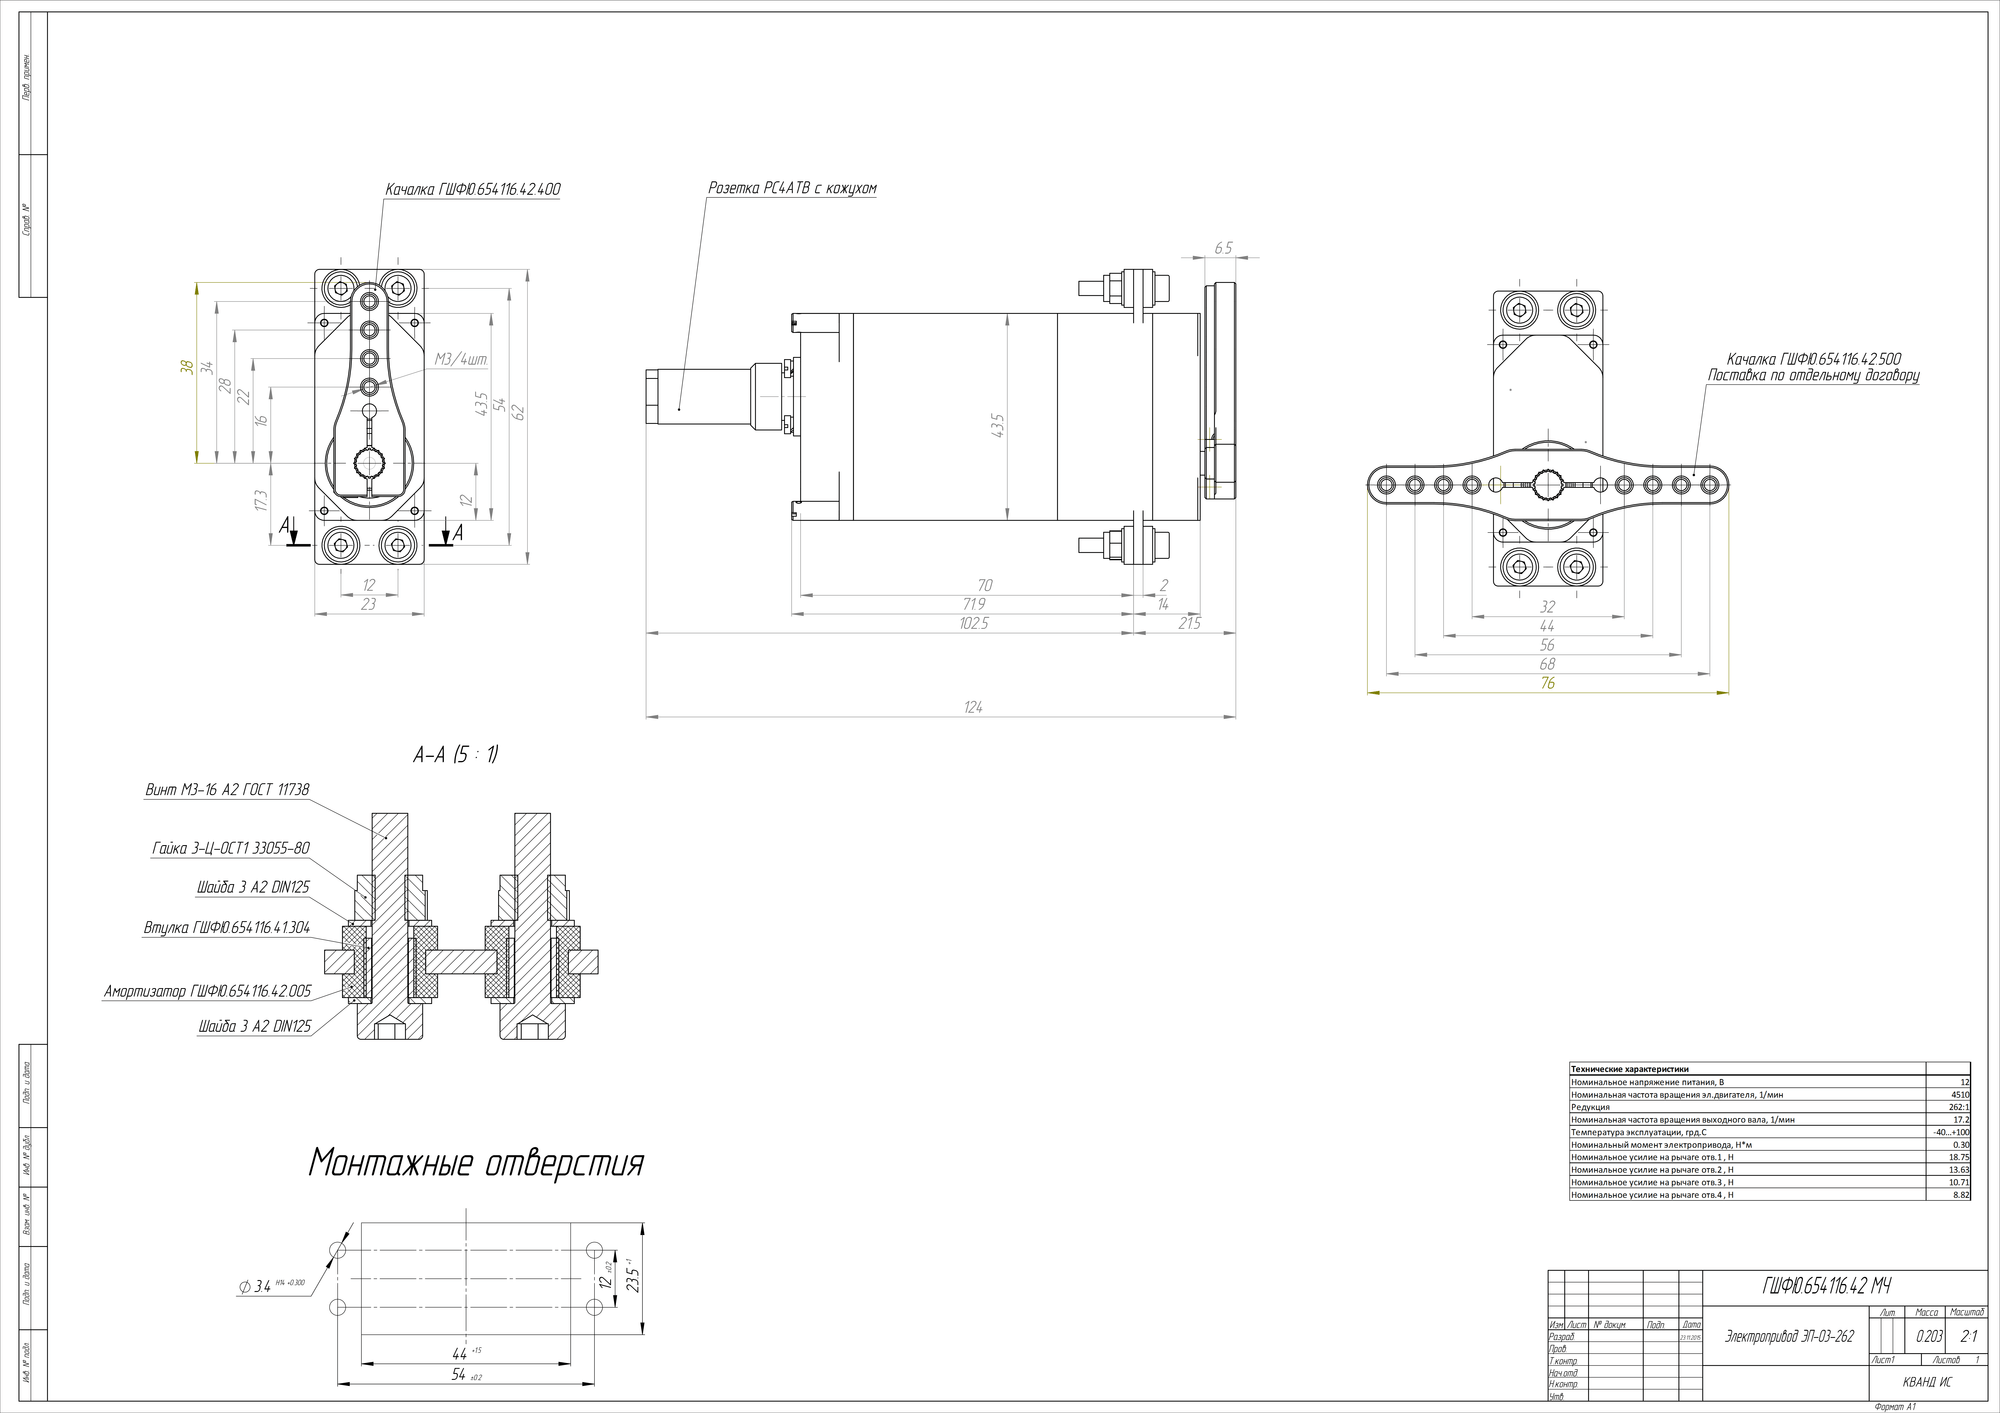 Перв. примен.
Справ. №
Подп. и дата
Инв. № дубл.
Взам. инв. №
Подп. и дата
Инв. № подл.
Качалка ГШФЮ.654116.42.400
38
34
28
22
16
17.3
М3/4шт.
43.5
54
62
12
А
А
12
23
Розетка РС4АТВ с кожухом
6.5
43.5
70
2
71.9
14
102.5
21.5
124
Качалка ГШФЮ.654116.42.500
Поставка по отдельному договору
32
44
56
68
76
А-А (5 : 1)
Винт М3-16 А2 ГОСТ 11738
Гайка 3-Ц-ОСТ1 33055-80
Шайба 3 А2 DIN125
Втулка ГШФЮ.654116.41.304
Амортизатор ГШФЮ.654116.42.005
Шайба 3 А2 DIN125
Монтажные отверстия
∅ 3.4 H14 +0.300
12 ±0.2
23.5 +1
44 +1.5
54 ±0.2
Технические характеристики
Номинальное напряжение питания, В 12
Номинальная частота вращения эл.двигателя, 1/мин 4510
Редукция 262:1
Номинальная частота вращения выходного вала, 1/мин 17.2
Температура эксплуатации, грд.С -40...+100
Номинальный момент электропривода, Н*м 0.30
Номинальное усилие на рычаге отв.1 , Н 18.75
Номинальное усилие на рычаге отв.2 , Н 13.63
Номинальное усилие на рычаге отв.3 , Н 10.71
Номинальное усилие на рычаге отв.4 , Н 8.82
ГШФЮ.654116.42 МЧ
Изм Лист № докум Подп Дата
Разраб 23.11.2015
Пров.
Т.контр.
Нач.отд.
Н.контр.
Утв.
Электропривод ЭП-03-262
Лит. Масса Масштаб
0.203 2:1
Лист1 Листов 1
КВАНД ИС
Формат А1